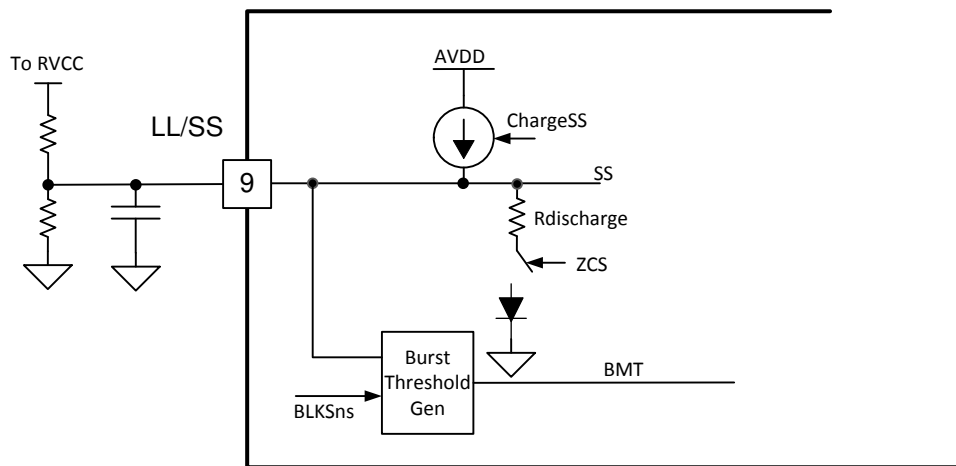 To RVCC
LL/SS
9
AVDD
ChargeSS
SS
Rdischarge
ZCS
Burst
Threshold
Gen
BLKSns
BMT